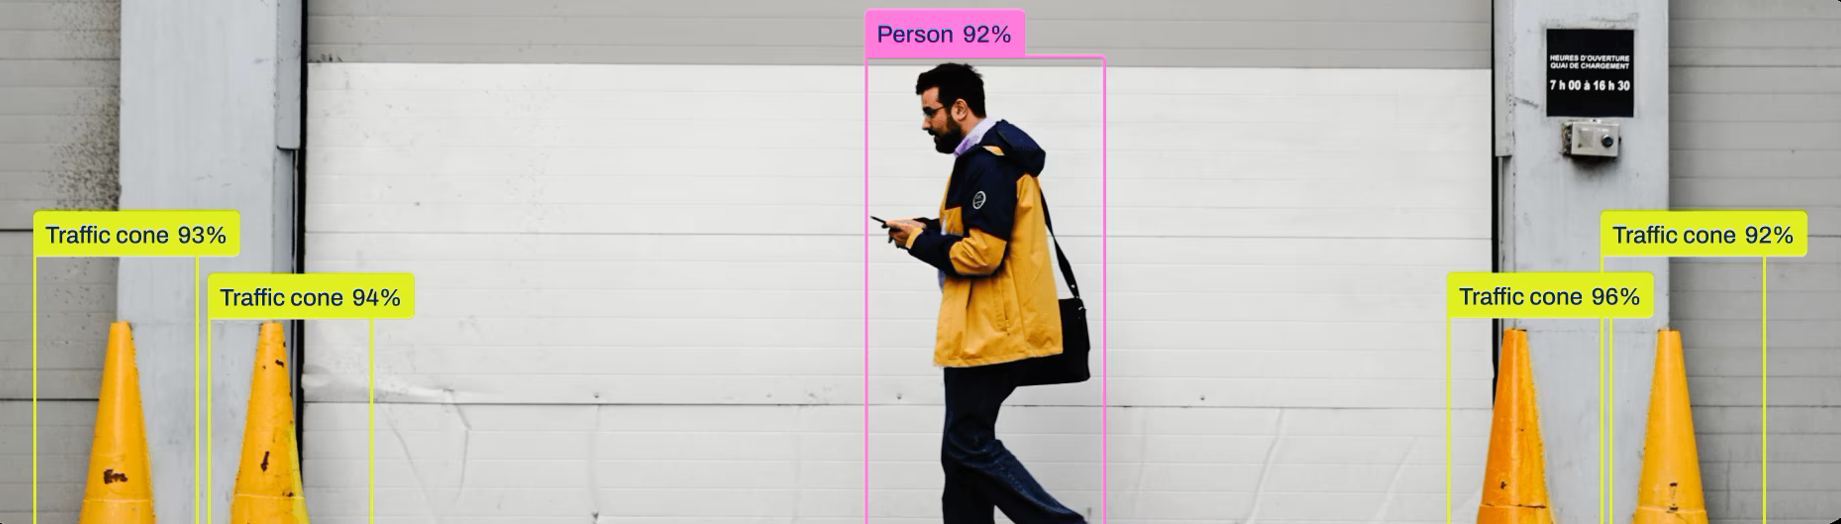 Person 92%
HEURES D'OUVERTURE
QUAI DE CHARGEMENT
7 h 00 à 16 h 30
Traffic cone 93%
Traffic cone 92%
Traffic cone 94%
Traffic cone 96%